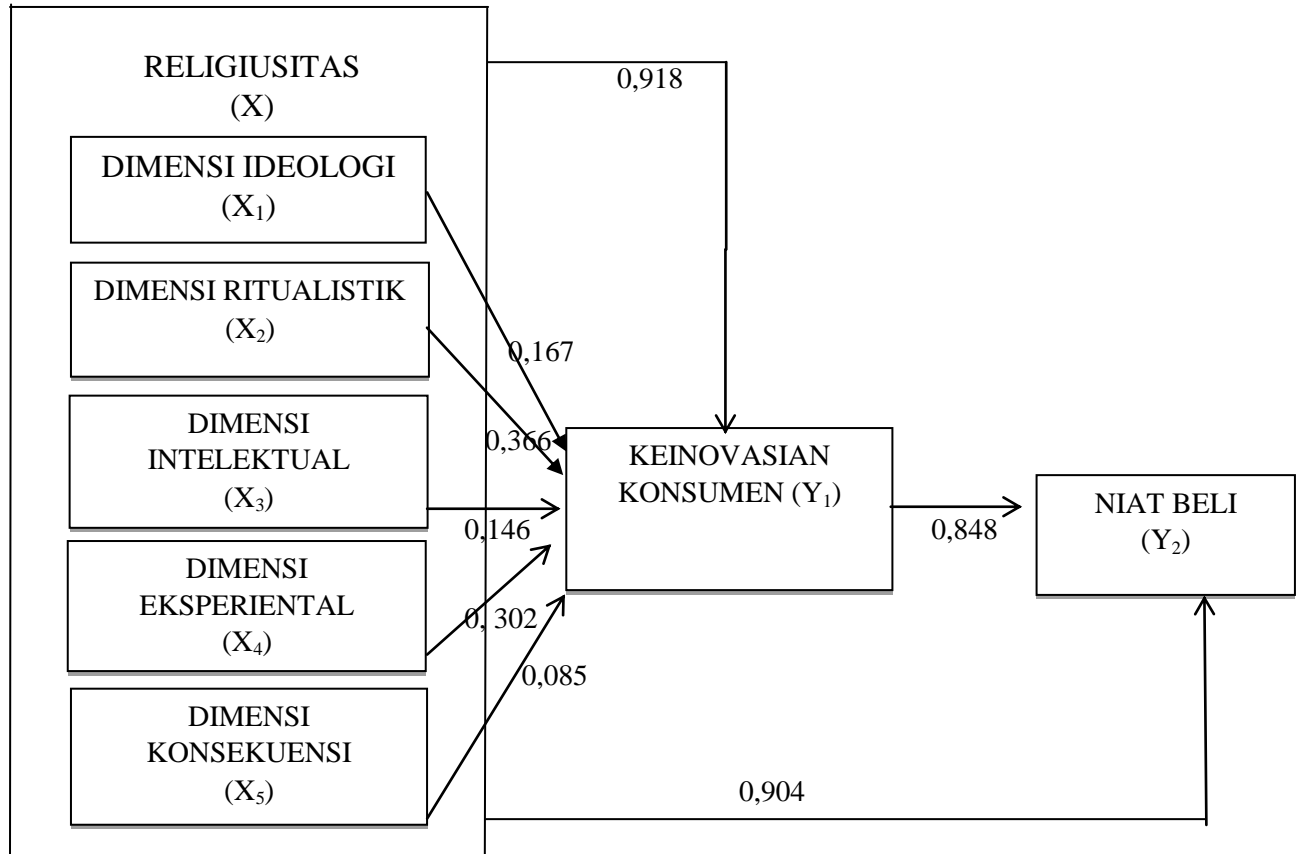 RELIGIUSITAS
(X)
0,918
DIMENSI IDEOLOGI
(X1)
DIMENSI RITUALISTIK
(X2)
0,167
0,366
DIMENSI
INTELEKTUAL
(X3)
0,146
KEINOVASIAN
KONSUMEN (Y1)
0,848
NIAT BELI
(Y2)
DIMENSI
EKSPERIENTAL
(X4)
0, 302
0,085
DIMENSI
KONSEKUENSI
(X5)
0,904